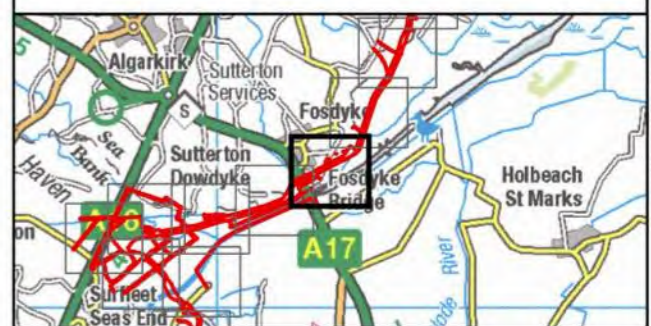 5
Algarkirk
Sutterton
Services
S
Fosdyke
Sea
Bank
Haven
Sutterton
Dowdyke
Fosdyke
Bridge
Holbeach
St Marks
on
A17
River
Surfleet
Seas End